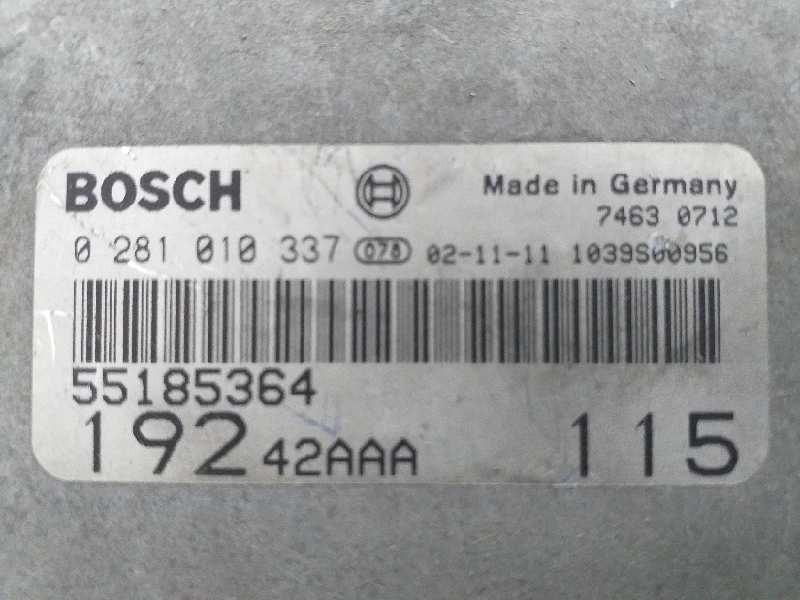 BOSCH Made in Germany
7463 0712
0 281 010 337 078 02-11-11 1039S00956
55185364
192 42AAA 115